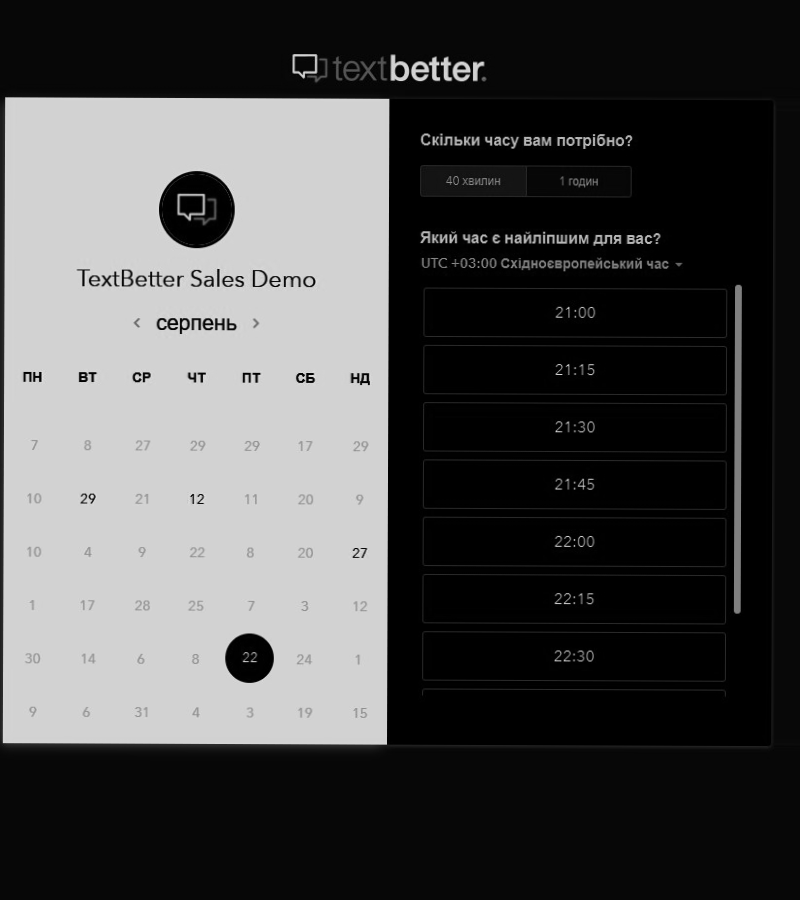 textbetter.
TextBetter Sales Demo
серпень
ПН ВТ СР ЧТ ПТ СБ НД
7 8 27 29 29 17 29
10 29 21 12 11 20 9
10 4 9 22 8 20 27
1 17 28 25 7 3 12
30 14 6 8 22 24 1
9 6 31 4 3 19 15
Скільки часу вам потрібно?
40 хвилин 1 годин
Який час є найліпшим для вас?
UTC +03:00 Східноєвропейський час
21:00
21:15
21:30
21:45
22:00
22:15
22:30